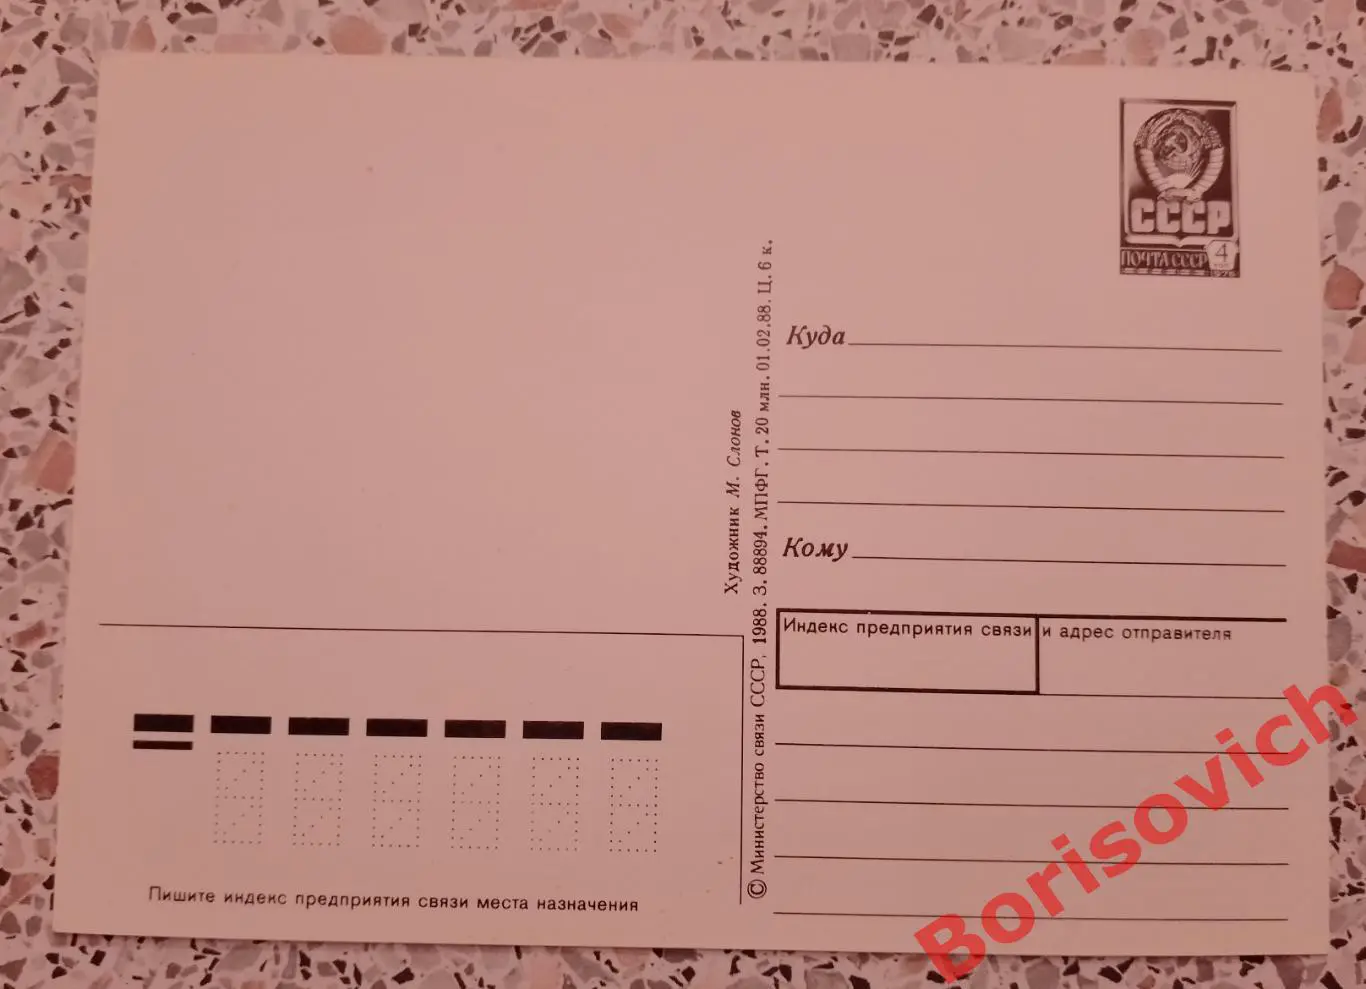 СССР
ПОЧТА СССР 4
1976
Куда
Кому
Индекс предприятия связи и адрес отправителя
Художник М. Слонов
© Министерство связи СССР, 1988. З. 88894. МПФГ. Т. 20 млн. 01.02.88. Ц. 6 к.
Пишите индекс предприятия связи места назначения
Borisovich